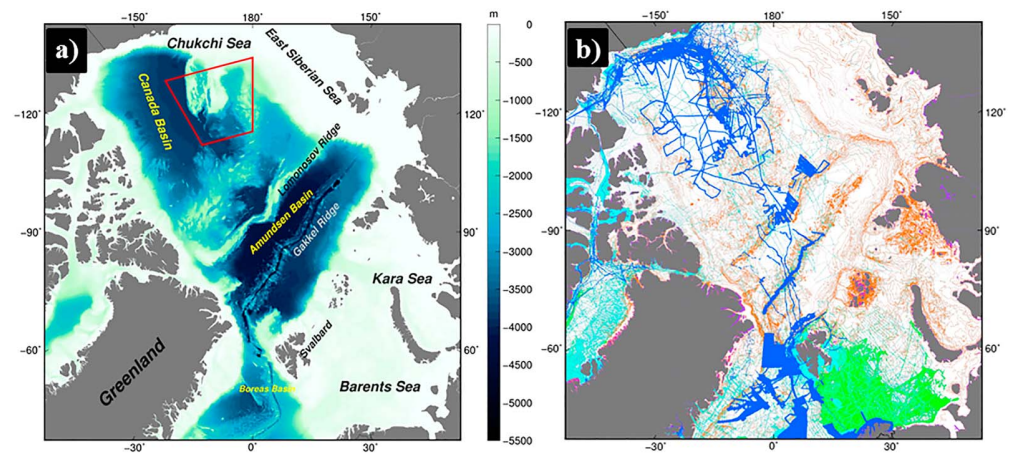 −150° 180° 150°
m
0
−500
−1000
−1500
−2000
−2500
−3000
−3500
−4000
−4500
−5000
−5500
a)
Chukchi Sea
East Siberian Sea
Canada Basin
−120°
120°
Lomonosov Ridge
Amundsen Basin
Gakkel Ridge
−90°
90°
Kara Sea
−60°
60°
Svalbard
Greenland
Boreas Basin
Barents Sea
−30° 0° 30°
−150° 180° 150°
b)
−120°
120°
−90°
90°
−60°
60°
−30° 0° 30°